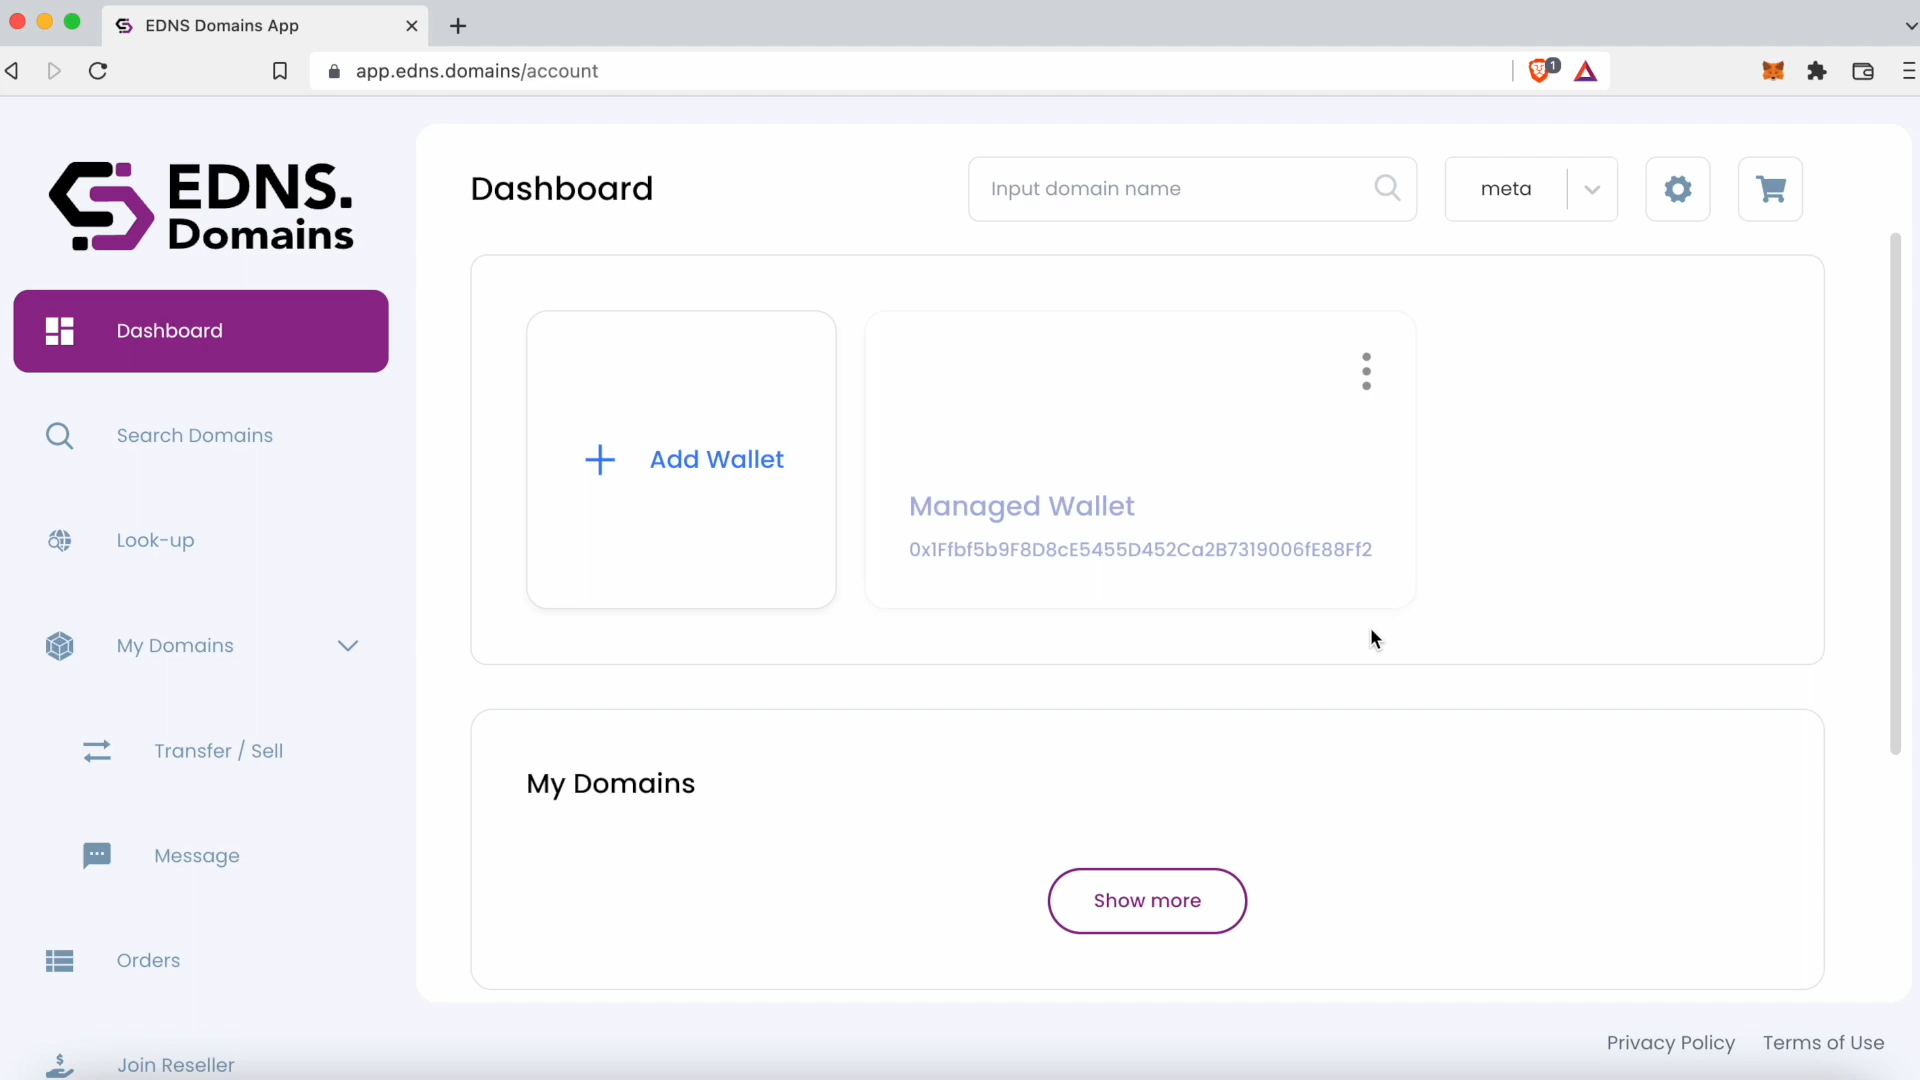 EDNS Domains App
app.edns.domains/account
1
EDNS.
Domains
Dashboard
Input domain name
meta
Dashboard
Search Domains
Add Wallet
Managed Wallet
0x1Ffbf5b9F8D8cE5455D452Ca2B7319006fE88Ff2
Look-up
My Domains
Transfer / Sell
My Domains
Message
Show more
Orders
Join Reseller
Privacy Policy
Terms of Use